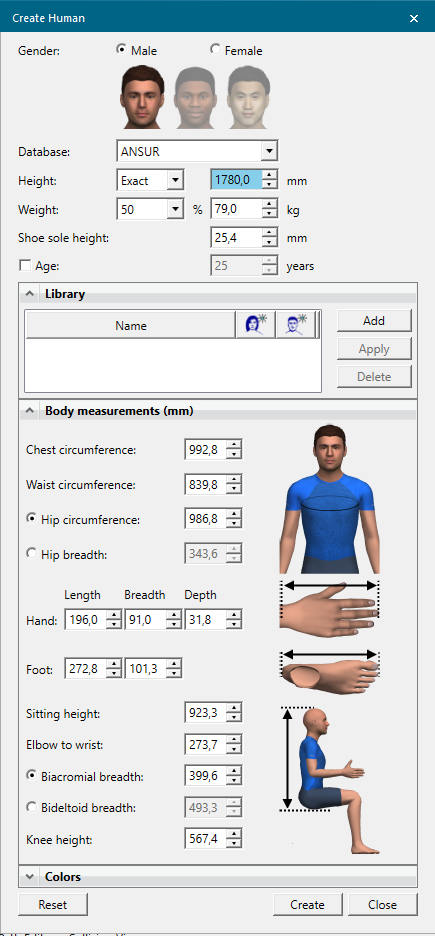 Create Human
Gender: Male Female
Database: ANSUR
Height: Exact 1780,0 mm
Weight: 50 % 79,0 kg
Shoe sole height: 25,4 mm
Age: 25 years
Library
Name Add
Apply
Delete
Body measurements (mm)
Chest circumference: 992,8
Waist circumference: 839,8
Hip circumference: 986,8
Hip breadth: 343,6
Length Breadth Depth
Hand: 196,0 91,0 31,8
Foot: 272,8 101,3
Sitting height: 923,3
Elbow to wrist: 273,7
Biacromial breadth: 399,6
Bideltoid breadth: 493,3
Knee height: 567,4
Colors
Reset Create Close